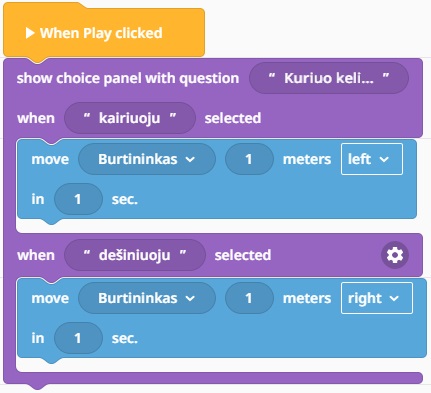 When Play clicked
show choice panel with question “ Kuriuo keli... ”
when “ kairiuoju ” selected
move Burtininkas 1 meters left
in 1 sec.
when “ dešiniuoju ” selected
move Burtininkas 1 meters right
in 1 sec.